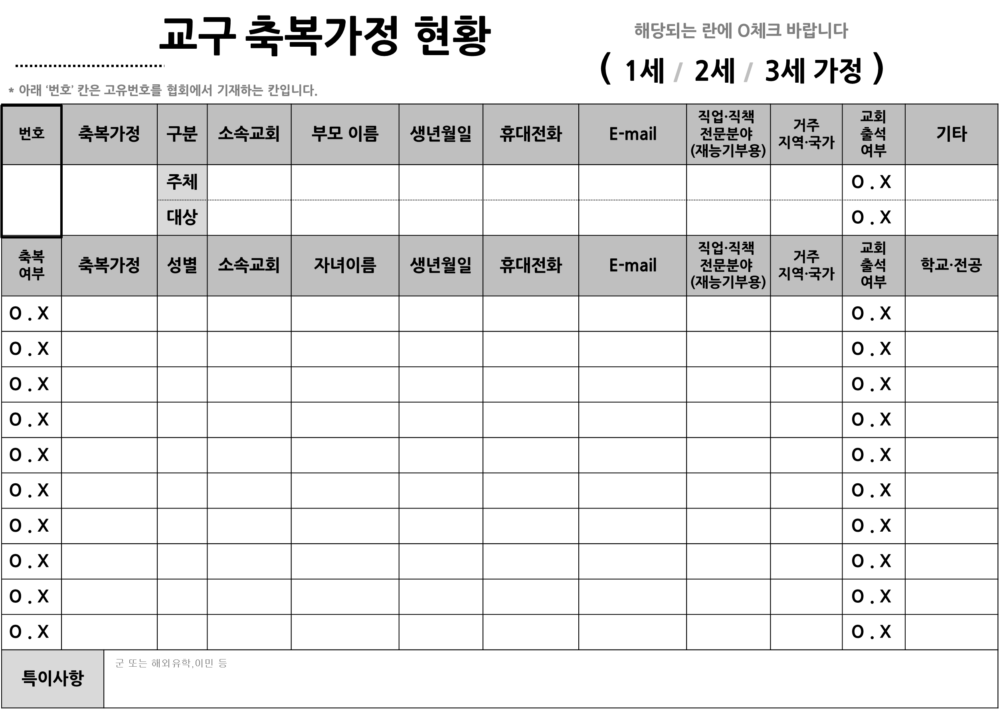 교구 축복가정 현황
해당되는 란에 O체크 바랍니다
( 1세 / 2세 / 3세 가정 )
* 아래 ‘번호’ 칸은 고유번호를 협회에서 기재하는 칸입니다.
번호 축복가정 구분 소속교회 부모 이름 생년월일 휴대전화 E-mail 직업·직책 전문분야 (재능기부용) 거주 지역·국가 교회 출석 여부 기타
주체 O . X
대상 O . X
축복 여부 축복가정 성별 소속교회 자녀이름 생년월일 휴대전화 E-mail 직업·직책 전문분야 (재능기부용) 거주 지역·국가 교회 출석 여부 학교·전공
O . X O . X
O . X O . X
O . X O . X
O . X O . X
O . X O . X
O . X O . X
O . X O . X
O . X O . X
O . X O . X
O . X O . X
특이사항 군 또는 해외유학,이민 등